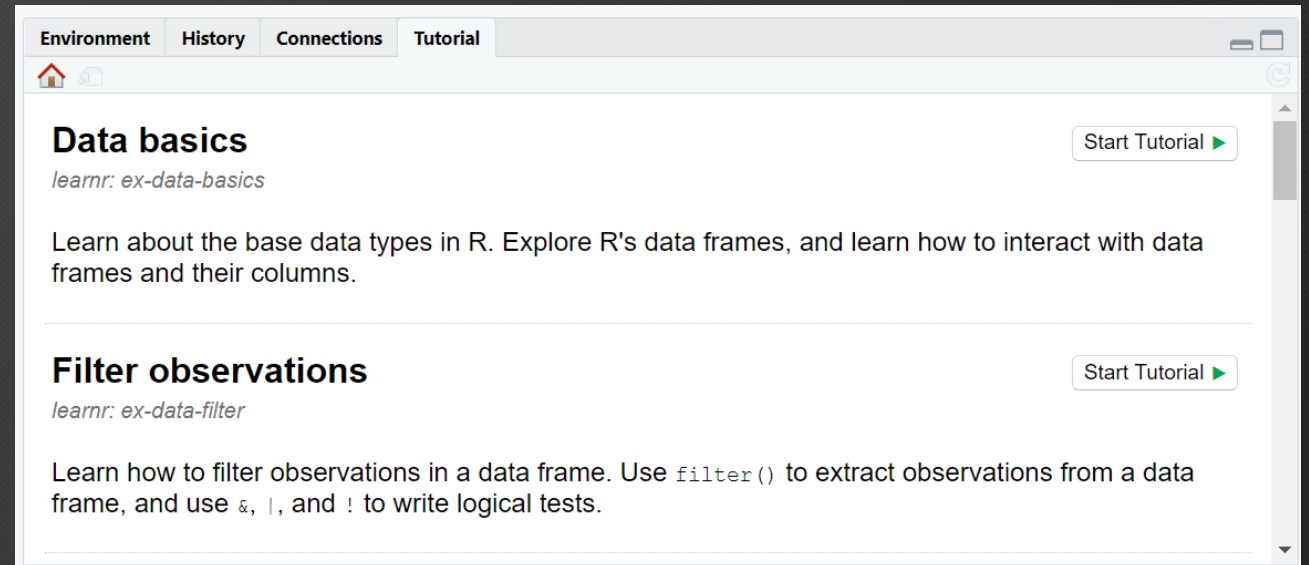 Environment History Connections Tutorial
Data basics
Start Tutorial
learnr: ex-data-basics
Learn about the base data types in R. Explore R's data frames, and learn how to interact with data
frames and their columns.
Filter observations
Start Tutorial
learnr: ex-data-filter
Learn how to filter observations in a data frame. Use filter() to extract observations from a data
frame, and use &, |, and ! to write logical tests.